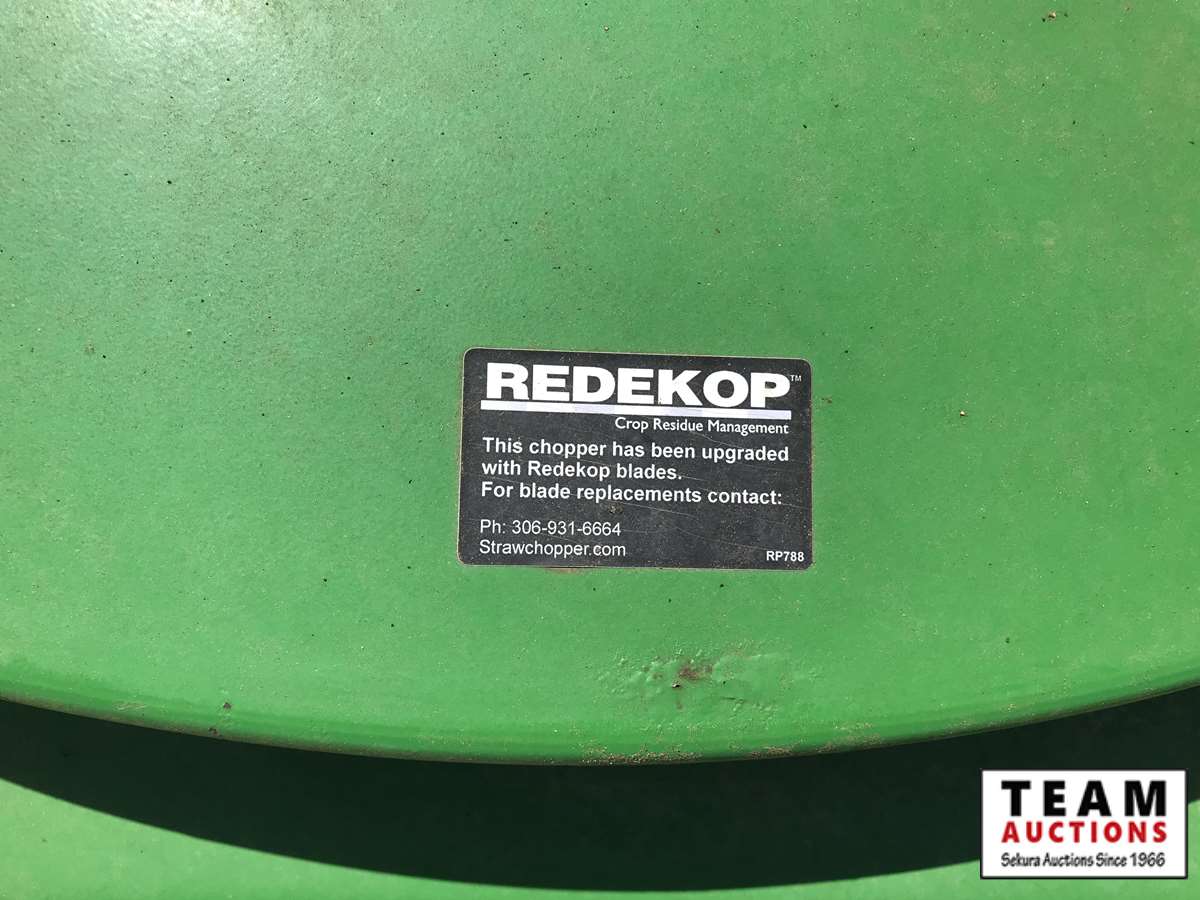 REDEKOP™
Crop Residue Management
This chopper has been upgraded
with Redekop blades.
For blade replacements contact:
Ph: 306-931-6664
Strawchopper.com
RP788
TEAM
AUCTIONS
Sekura Auctions Since 1966